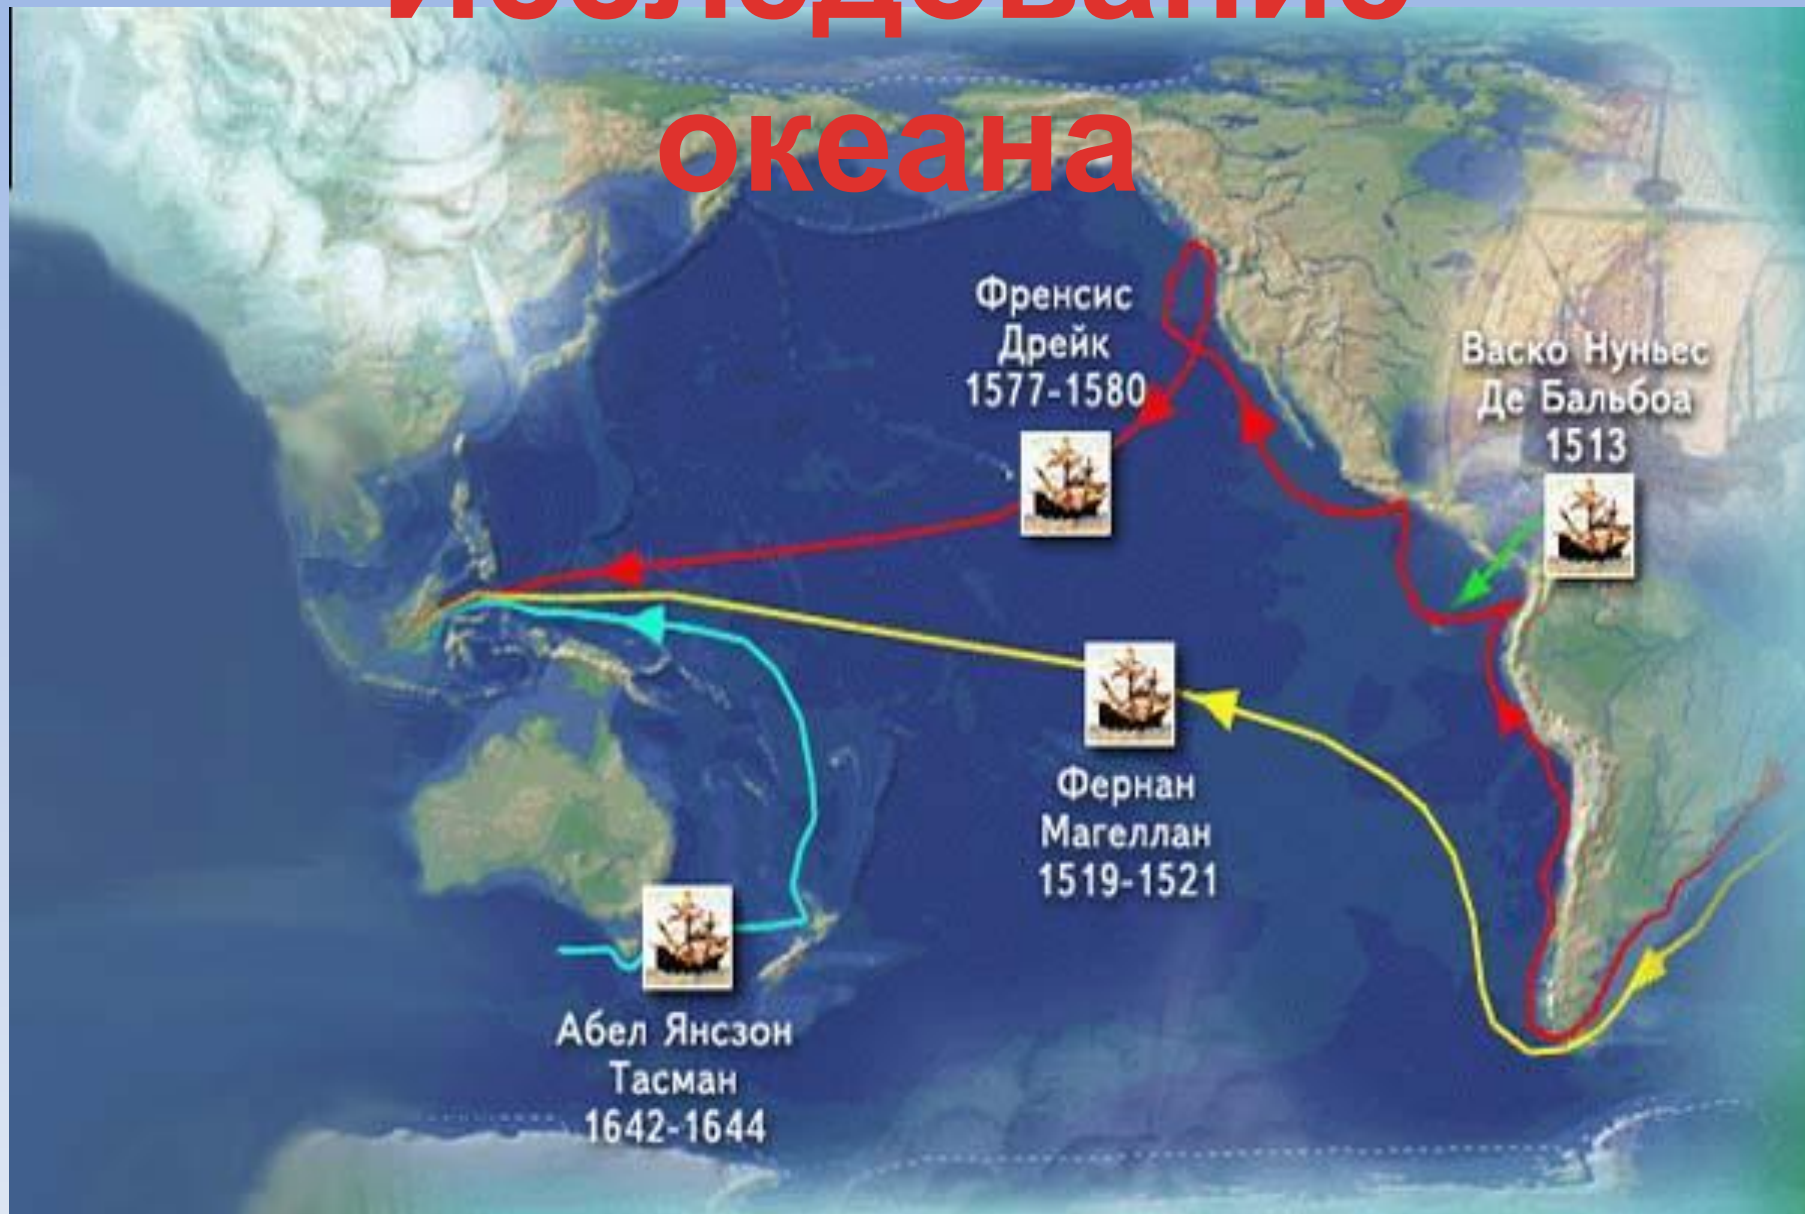 Исследование
океана
Френсис
Дрейк
1577-1580
Васко Нуньес
Де Бальбоа
1513
Фернан
Магеллан
1519-1521
Абел Янсзон
Тасман
1642-1644